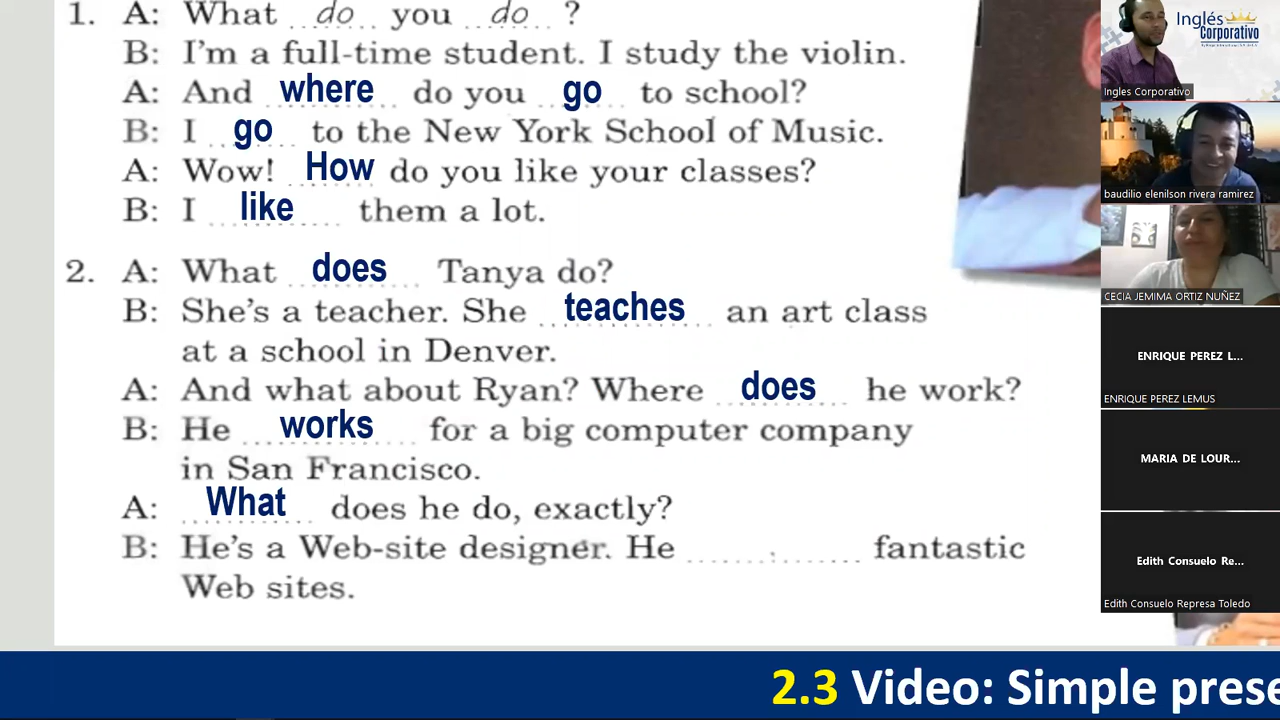 1. A: What do you do ?
B: I'm a full-time student. I study the violin.
A: And where do you go to school?
B: I go to the New York School of Music.
A: Wow! How do you like your classes?
B: I like them a lot.
2. A: What does Tanya do?
B: She's a teacher. She teaches an art class
at a school in Denver.
A: And what about Ryan? Where does he work?
B: He works for a big computer company
in San Francisco.
A: What does he do, exactly?
B: He's a Web-site designer. He .......... fantastic
Web sites.
2.3 Video: Simple prese
Inglés
Corporativo
Ingles Corporativo
baudilio elenilson rivera ramirez
CECIA JEMIMA ORTIZ NUÑEZ
ENRIQUE PEREZ L...
ENRIQUE PEREZ LEMUS
MARIA DE LOUR...
Edith Consuelo Re...
Edith Consuelo Represa Toledo